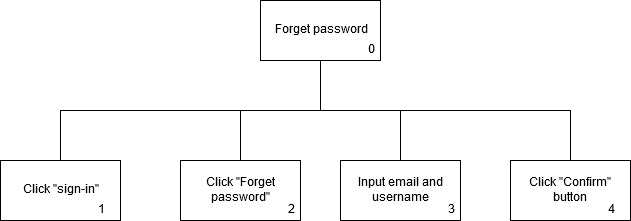 Forget password
0
Click "sign-in"
1
Click "Forget
password"
2
Input email and
username
3
Click "Confirm"
button
4